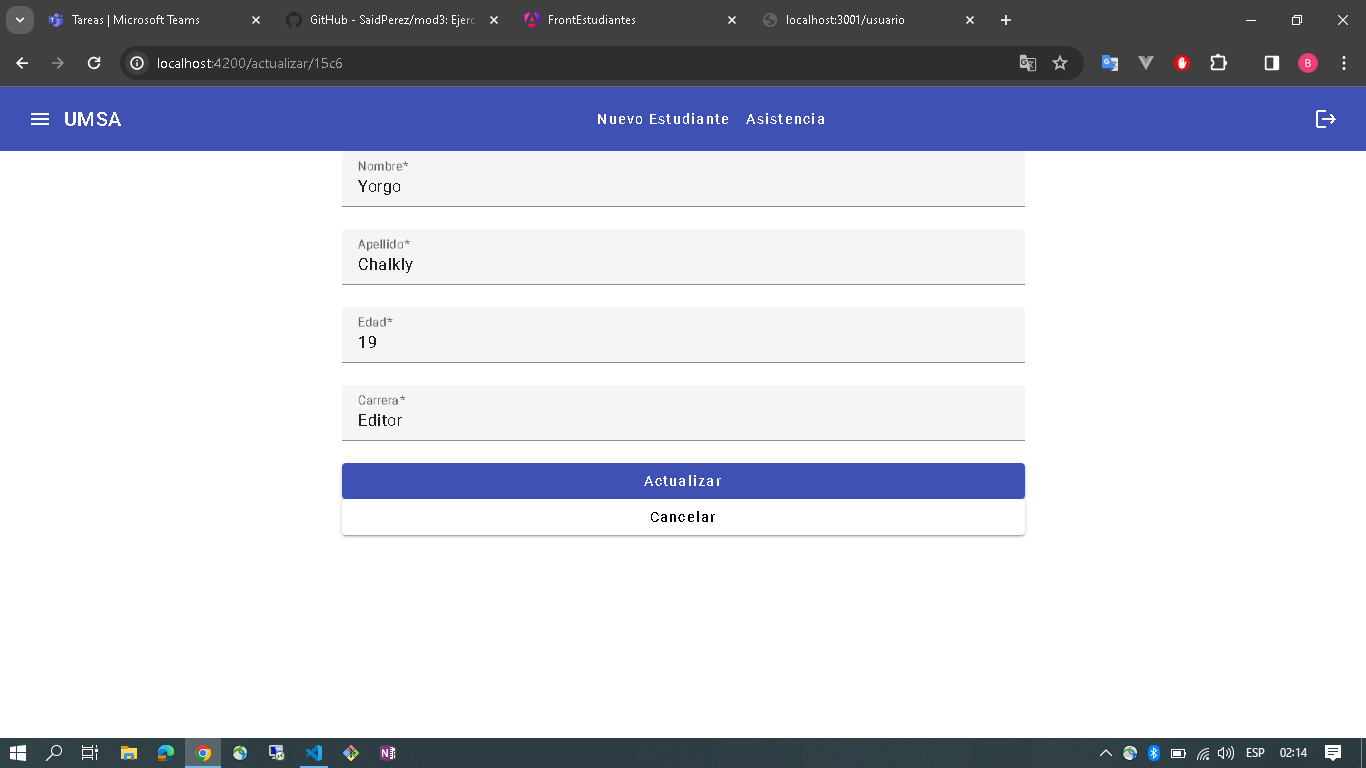 Tareas | Microsoft Teams
GitHub - SaidPerez/mod3: Ejerc
FrontEstudiantes
localhost:3001/usuario
localhost:4200/actualizar/15c6
B
UMSA
Nuevo Estudiante
Asistencia
Nombre*
Yorgo
Apellido*
Chalkly
Edad*
19
Carrera*
Editor
Actualizar
Cancelar
ESP
02:14